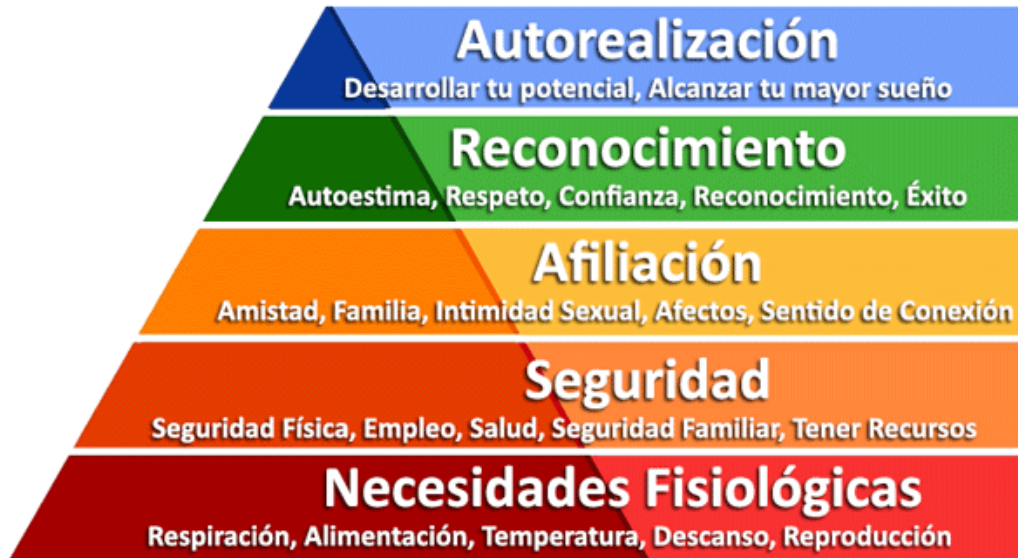 Autorealización
Desarrollar tu potencial, Alcanzar tu mayor sueño
Reconocimiento
Autoestima, Respeto, Confianza, Reconocimiento, Éxito
Afiliación
Amistad, Familia, Intimidad Sexual, Afectos, Sentido de Conexión
Seguridad
Seguridad Física, Empleo, Salud, Seguridad Familiar, Tener Recursos
Necesidades Fisiológicas
Respiración, Alimentación, Temperatura, Descanso, Reproducción